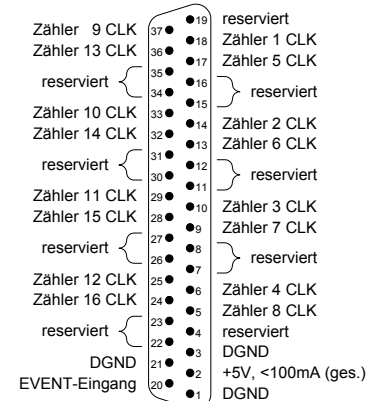 19 reserviert
Zähler 9 CLK 37
18 Zähler 1 CLK
Zähler 13 CLK 36
17 Zähler 5 CLK
35
reserviert
34
16
reserviert
15
Zähler 10 CLK 33
14 Zähler 2 CLK
Zähler 14 CLK 32
13 Zähler 6 CLK
31
reserviert
30
12
reserviert
11
Zähler 11 CLK 29
10 Zähler 3 CLK
Zähler 15 CLK 28
9 Zähler 7 CLK
27
reserviert
26
8
reserviert
7
Zähler 12 CLK 25
6 Zähler 4 CLK
Zähler 16 CLK 24
5 Zähler 8 CLK
23
reserviert
22
4 reserviert
3 DGND
DGND 21
2 +5V, <100mA (ges.)
EVENT-Eingang 20
1 DGND